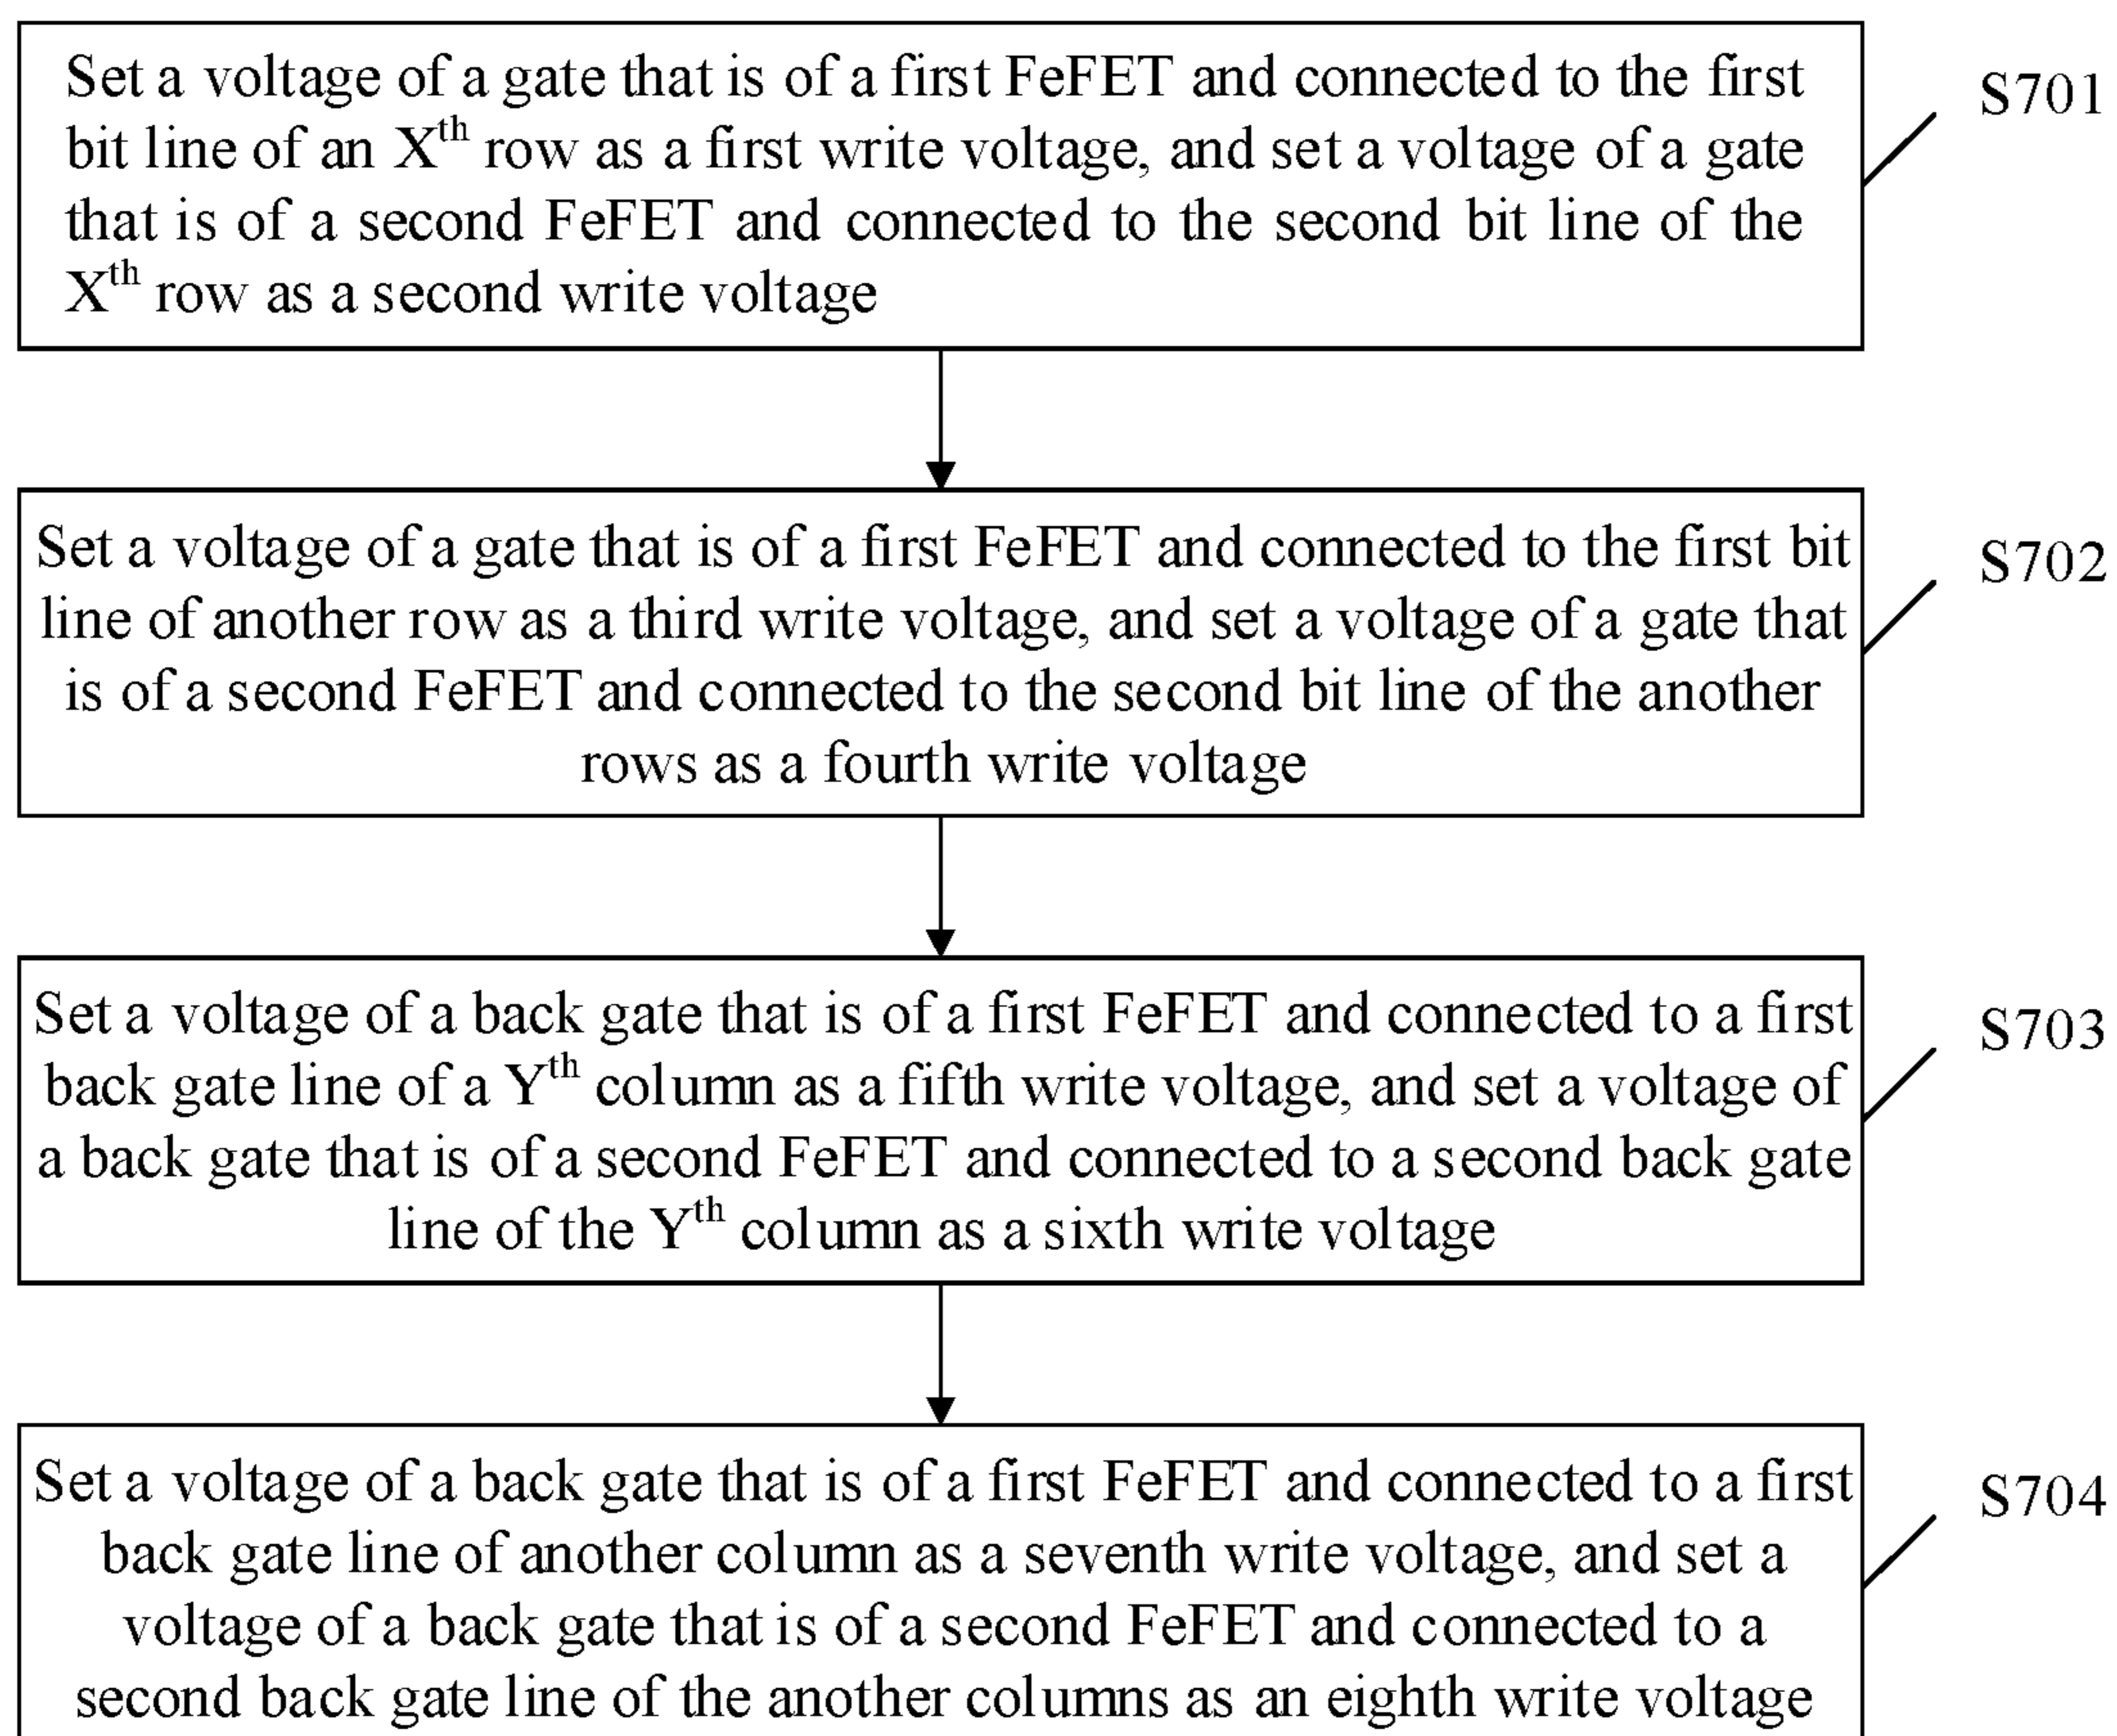 Set a voltage of a gate that is of a first FeFET and connected to the first
bit line of an Xth row as a first write voltage, and set a voltage of a gate
that is of a second FeFET and connected to the second bit line of the
Xth row as a second write voltage
S701
Set a voltage of a gate that is of a first FeFET and connected to the first bit
line of another row as a third write voltage, and set a voltage of a gate that
is of a second FeFET and connected to the second bit line of the another
rows as a fourth write voltage
S702
Set a voltage of a back gate that is of a first FeFET and connected to a first
back gate line of a Yth column as a fifth write voltage, and set a voltage of
a back gate that is of a second FeFET and connected to a second back gate
line of the Yth column as a sixth write voltage
S703
Set a voltage of a back gate that is of a first FeFET and connected to a first
back gate line of another column as a seventh write voltage, and set a
voltage of a back gate that is of a second FeFET and connected to a
second back gate line of the another columns as an eighth write voltage
S704